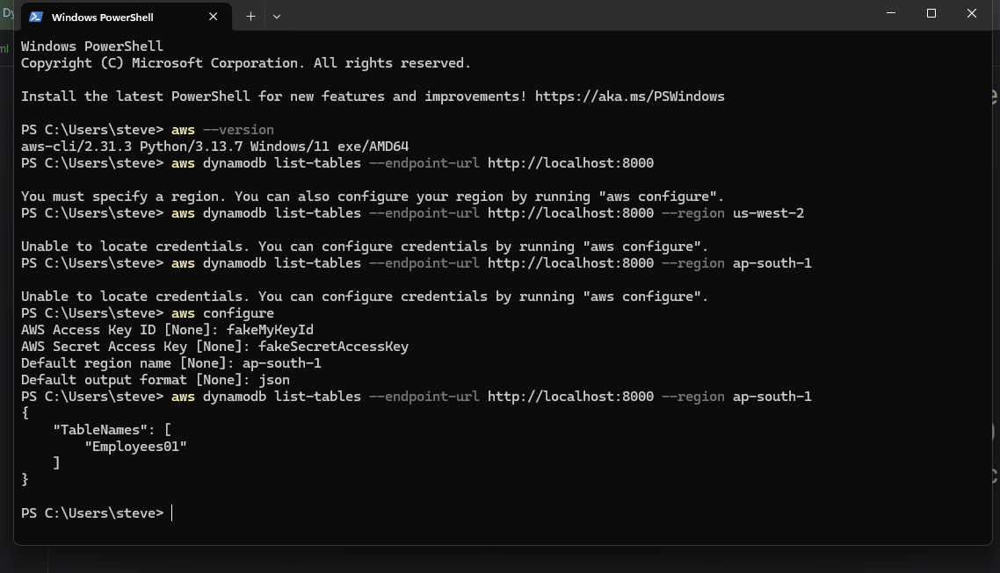 Dy
Windows PowerShell
ml
Windows PowerShell
Copyright (C) Microsoft Corporation. All rights reserved.
Install the latest PowerShell for new features and improvements! https://aka.ms/PSWindows
PS C:\Users\steve> aws --version
aws-cli/2.31.3 Python/3.13.7 Windows/11 exe/AMD64
PS C:\Users\steve> aws dynamodb list-tables --endpoint-url http://localhost:8000
You must specify a region. You can also configure your region by running "aws configure".
PS C:\Users\steve> aws dynamodb list-tables --endpoint-url http://localhost:8000 --region us-west-2
Unable to locate credentials. You can configure credentials by running "aws configure".
PS C:\Users\steve> aws dynamodb list-tables --endpoint-url http://localhost:8000 --region ap-south-1
Unable to locate credentials. You can configure credentials by running "aws configure".
PS C:\Users\steve> aws configure
AWS Access Key ID [None]: fakeMyKeyId
AWS Secret Access Key [None]: fakeSecretAccessKey
Default region name [None]: ap-south-1
Default output format [None]: json
PS C:\Users\steve> aws dynamodb list-tables --endpoint-url http://localhost:8000 --region ap-south-1
{
    "TableNames": [
        "Employees01"
    ]
}
PS C:\Users\steve>